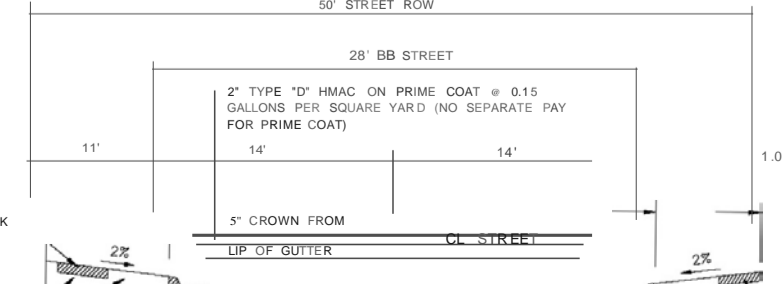 50' STREET ROW
28' BB STREET
2" TYPE "D" HMAC ON PRIME COAT @ 0.15
GALLONS PER SQUARE YARD (NO SEPARATE PAY
FOR PRIME COAT)
11'
14'
14'
1.0
K
5" CROWN FROM
CL STREET
LIP OF GUTTER
2%
2%